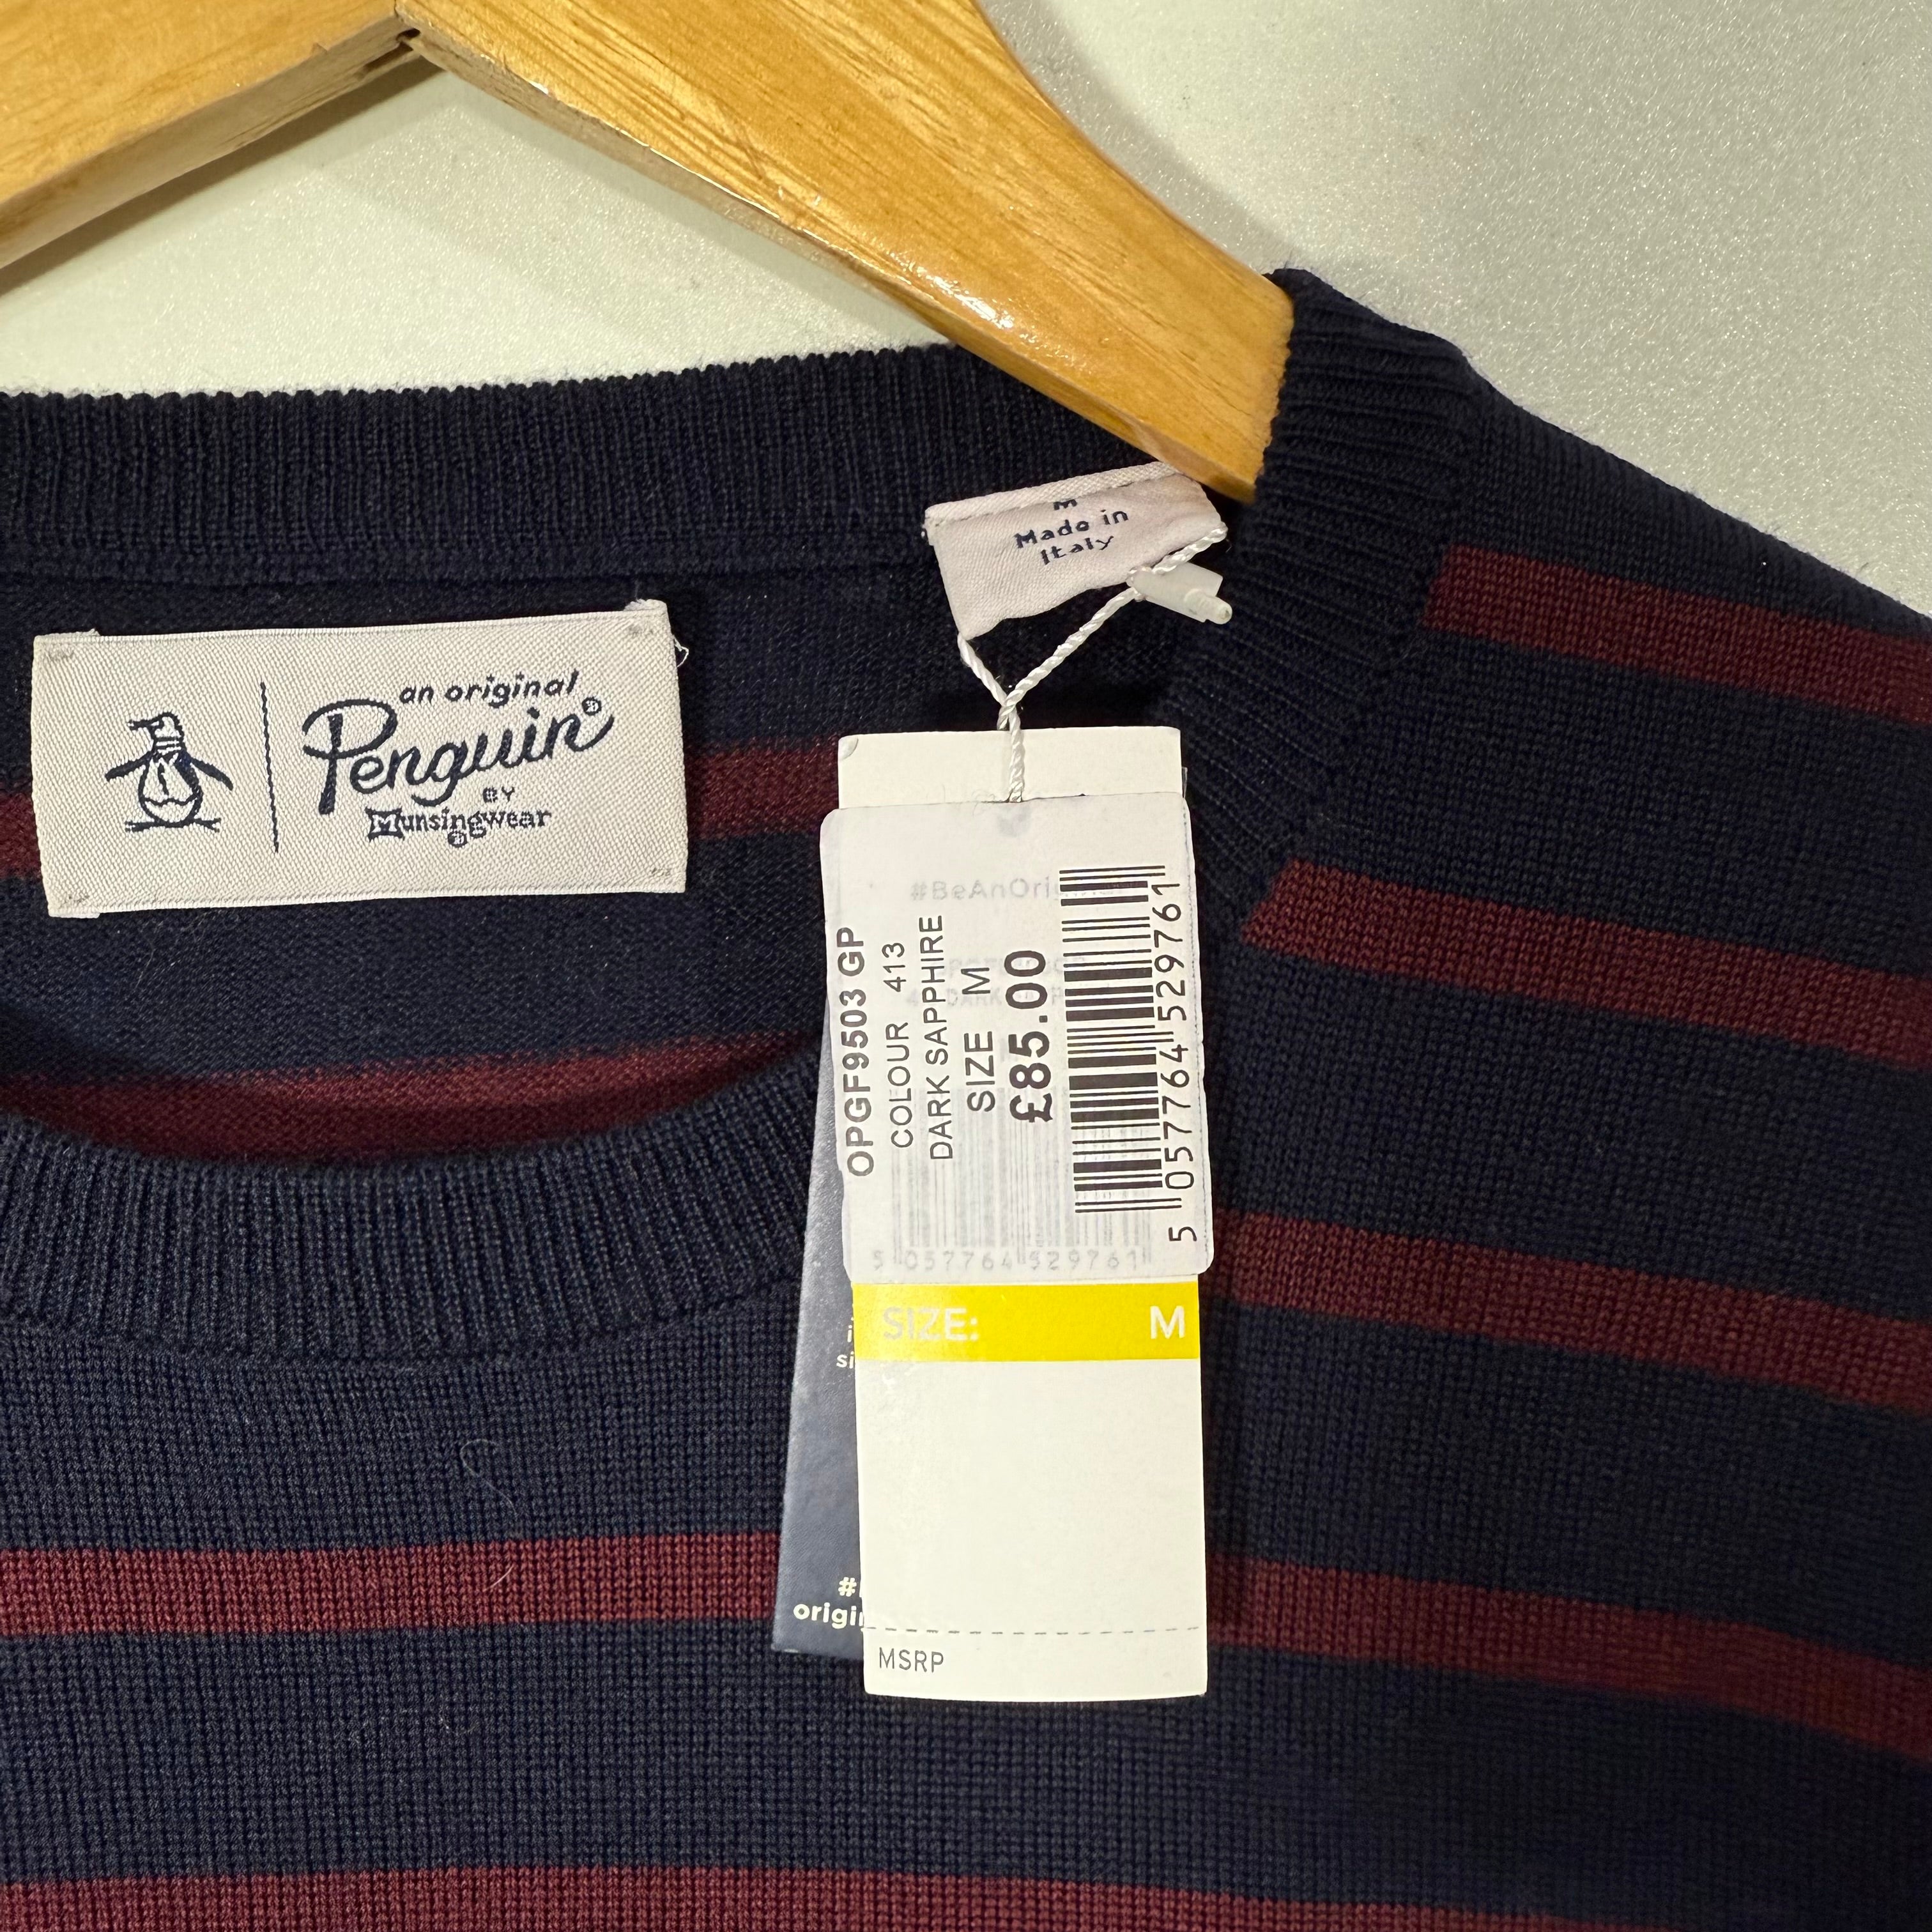 M
Made in
Italy
an original
Penguin®
BY
Munsingwear®
#BeAnOri
OPGF9503 GP
COLOUR 413
DARK SAPPHIRE
SIZE M
£85.00
5 057764 529761
5 057764 529761
SIZE: M
MSRP
#
origi